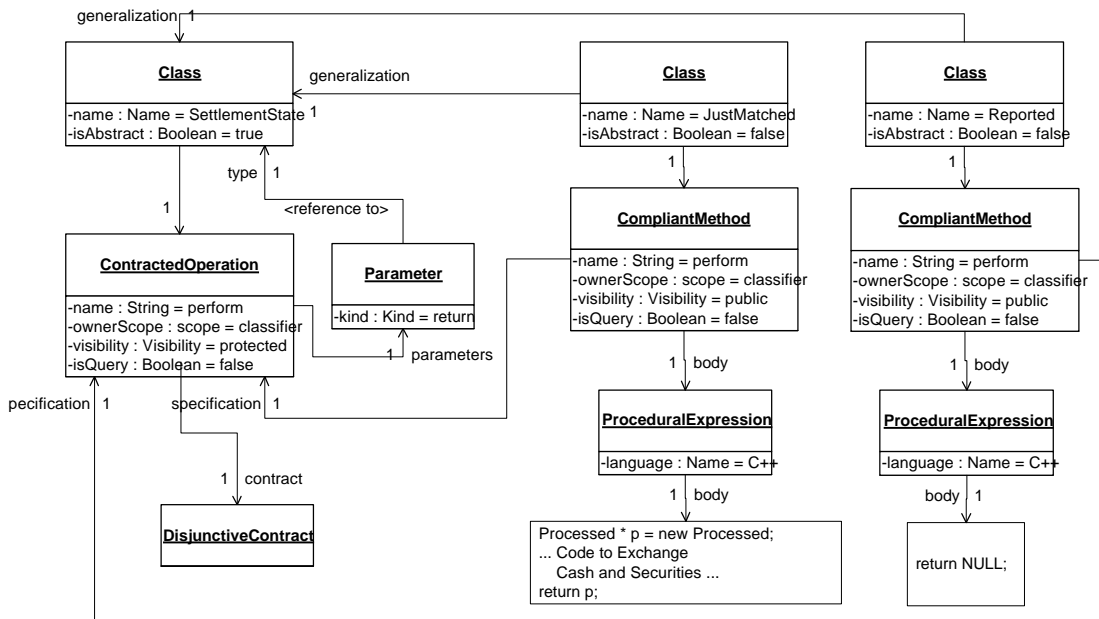 generalization 1
Class
-name : Name = SettlementState
-isAbstract : Boolean = true
generalization
1
Class
-name : Name = JustMatched
-isAbstract : Boolean = false
Class
-name : Name = Reported
-isAbstract : Boolean = false
type 1
<reference to>
1
1
1
ContractedOperation
-name : String = perform
-ownerScope : scope = classifier
-visibility : Visibility = protected
-isQuery : Boolean = false
Parameter
-kind : Kind = return
1 parameters
CompliantMethod
-name : String = perform
-ownerScope : scope = classifier
-visibility : Visibility = public
-isQuery : Boolean = false
CompliantMethod
-name : String = perform
-ownerScope : scope = classifier
-visibility : Visibility = public
-isQuery : Boolean = false
pecification 1
specification 1
1 body
1 body
ProceduralExpression
-language : Name = C++
ProceduralExpression
-language : Name = C++
1 contract
DisjunctiveContract
1 body
body 1
Processed * p = new Processed;
... Code to Exchange
Cash and Securities ...
return p;
return NULL;